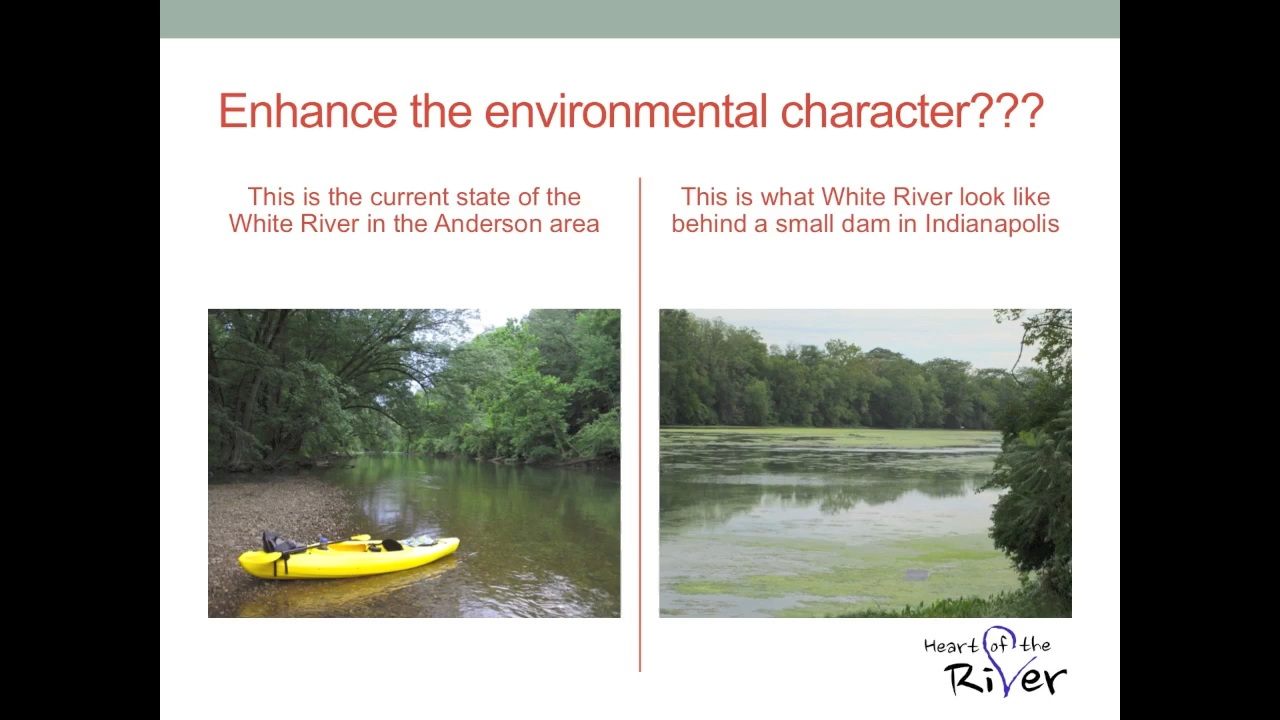 Enhance the environmental character???
This is the current state of the
White River in the Anderson area
This is what White River look like
behind a small dam in Indianapolis
Heart of the
River